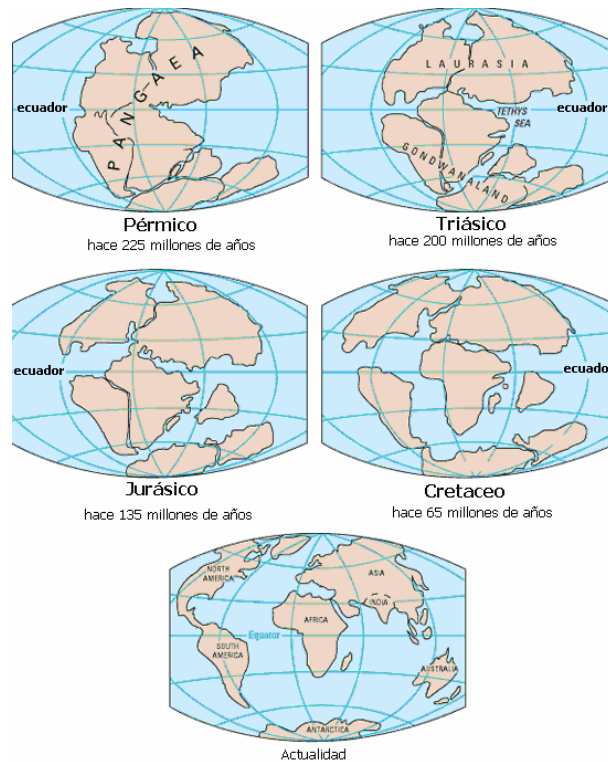 ecuador
PANGAEA
Pérmico
hace 225 millones de años
LAURASIA
TETHYS
SEA
ecuador
GONDWANALAND
Triásico
hace 200 millones de años
ecuador
Jurásico
hace 135 millones de años
ecuado
Cretaceo
hace 65 millones de años
NORTH
AMERICA
ASIA
INDIA
AFRICA
Equator
SOUTH
AMERICA
AUSTRALIA
ANTARCTICA
Actualidad